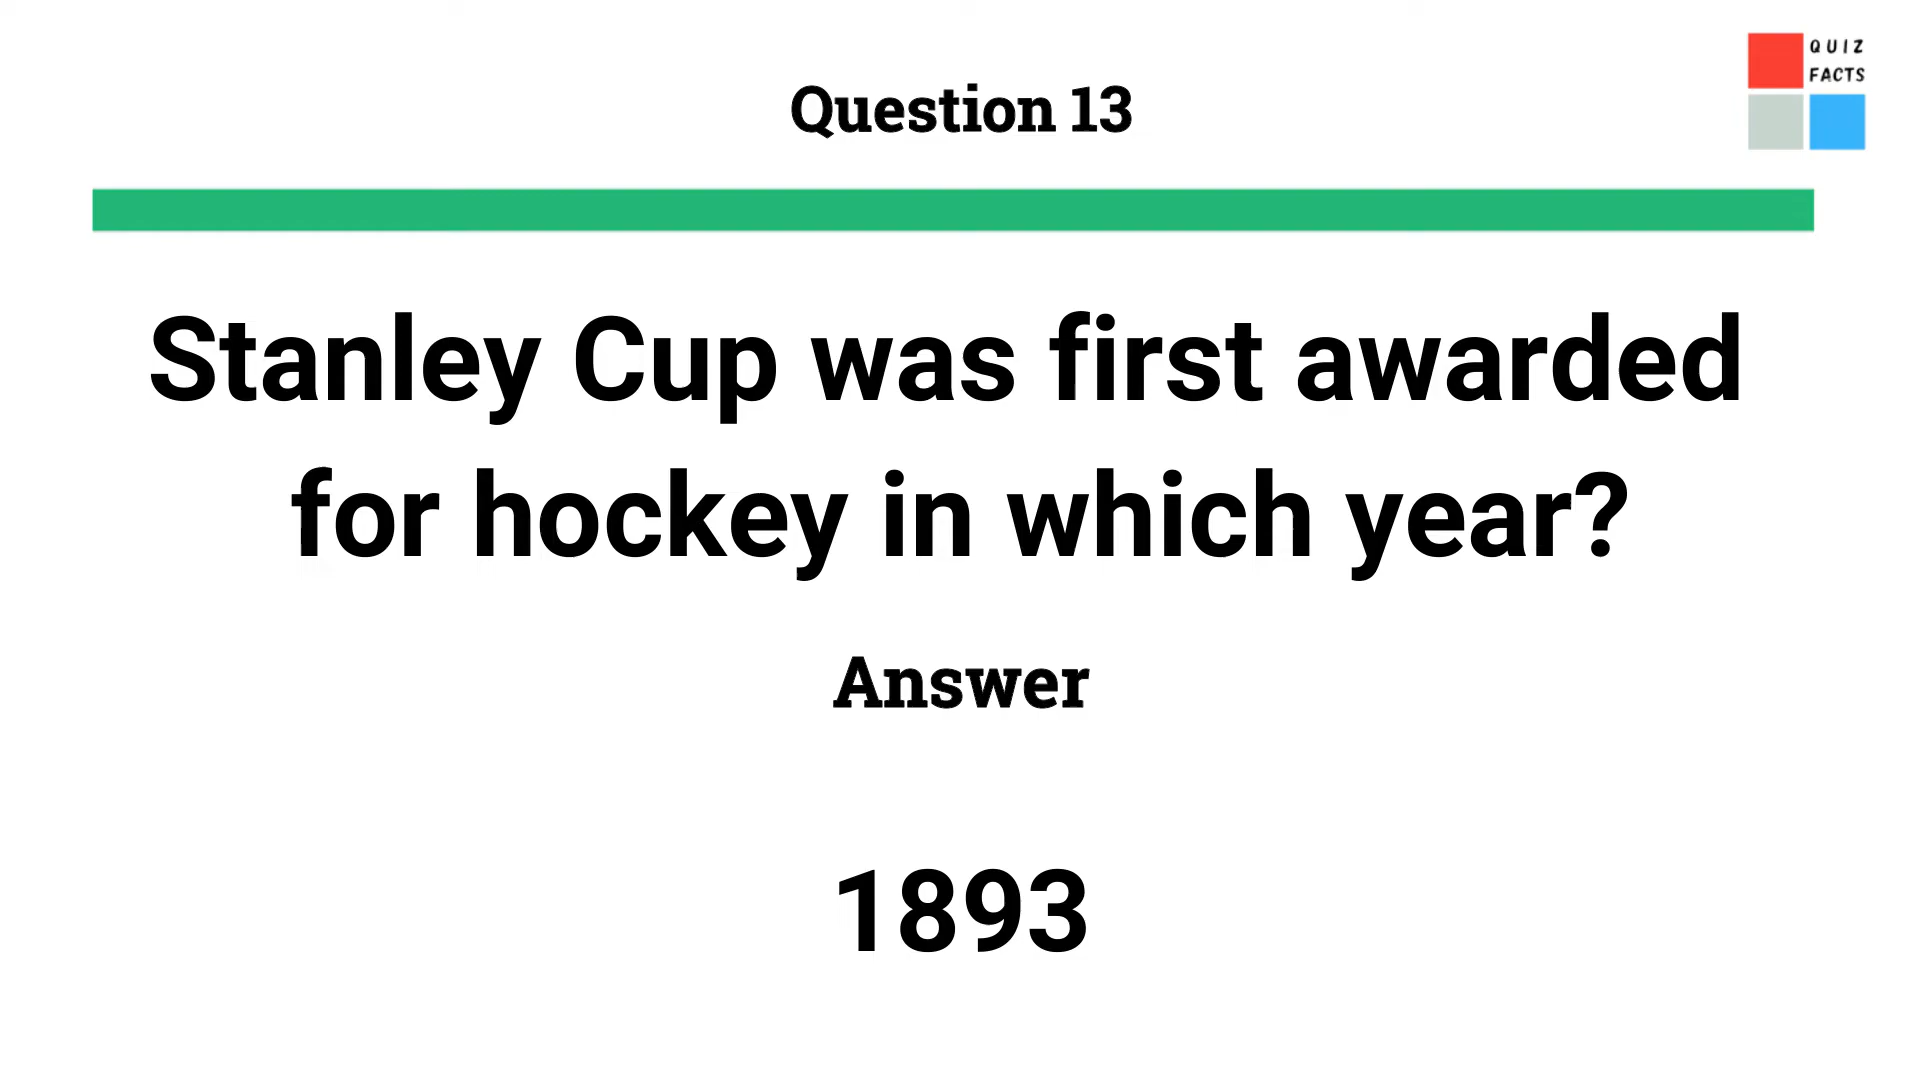 QUIZ
FACTS
Question 13
Stanley Cup was first awarded
for hockey in which year?
Answer
1893